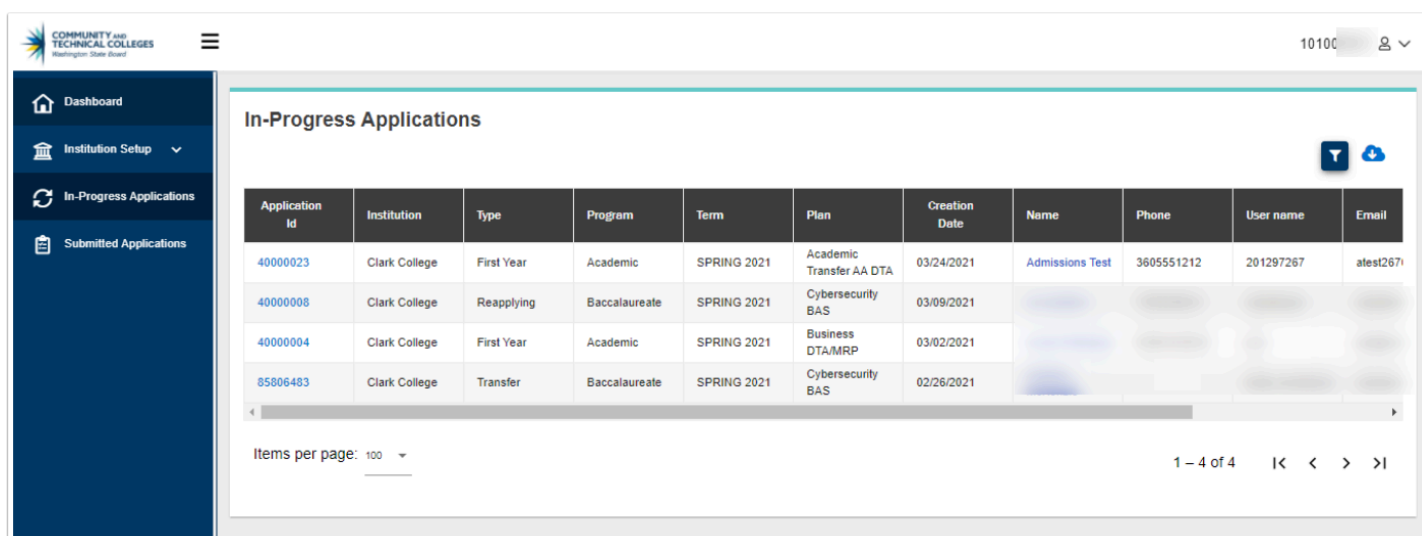 COMMUNITY AND
TECHNICAL COLLEGES
Washington State Board
1010
Dashboard
Institution Setup
In-Progress Applications
Submitted Applications
In-Progress Applications
Application Id Institution Type Program Term Plan Creation Date Name Phone User name Email
40000023 Clark College First Year Academic SPRING 2021 Academic Transfer AA DTA 03/24/2021 Admissions Test 3605551212 201297267 atest267
40000008 Clark College Reapplying Baccalaureate SPRING 2021 Cybersecurity BAS 03/09/2021
40000004 Clark College First Year Academic SPRING 2021 Business DTA/MRP 03/02/2021
85806483 Clark College Transfer Baccalaureate SPRING 2021 Cybersecurity BAS 02/26/2021
Items per page: 100
1 – 4 of 4